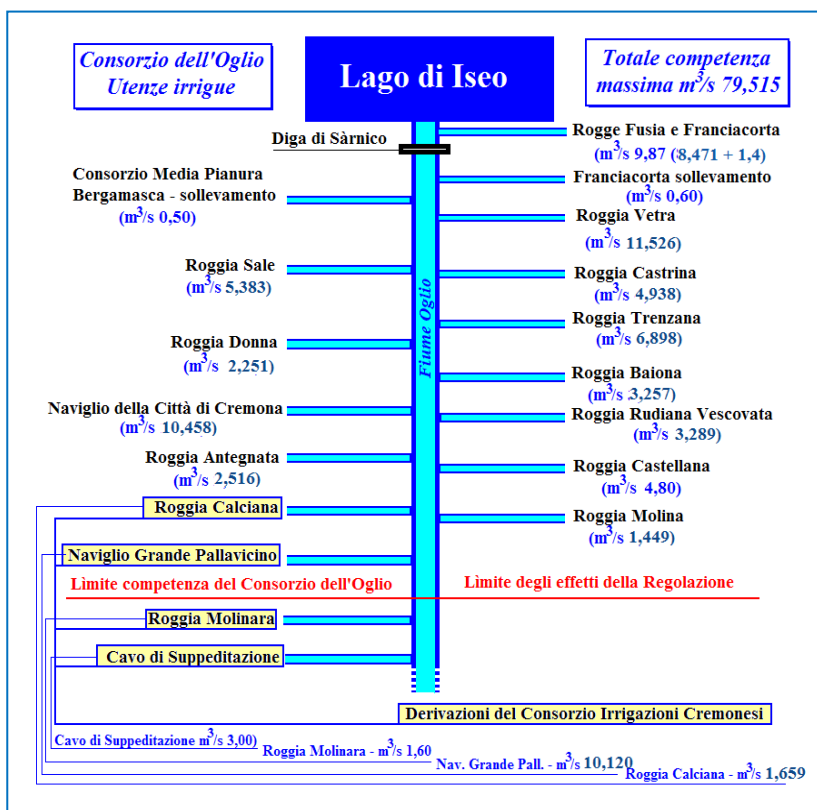 Consorzio dell'Oglio
Utenze irrigue
Lago di Iseo
Totale competenza
massima m³/s 79,515
Diga di Sàrnico
Rogge Fusia e Franciacorta
(m³/s 9,87 (8,471 + 1,4)
Consorzio Media Pianura
Bergamasca - sollevamento
(m³/s 0,50)
Franciacorta sollevamento
(m³/s 0,60)
Roggia Vetra
(m³/s 11,526)
Roggia Sale
(m³/s 5,383)
Roggia Castrina
(m³/s 4,938)
Fiume Oglio
Roggia Trenzana
(m³/s 6,898)
Roggia Donna
(m³/s 2,251)
Roggia Baiona
(m³/s 3,257)
Naviglio della Città di Cremona
(m³/s 10,458)
Roggia Rudiana Vescovata
(m³/s 3,289)
Roggia Antegnata
(m³/s 2,516)
Roggia Castellana
(m³/s 4,80)
Roggia Calciana
Roggia Molina
(m³/s 1,449)
Naviglio Grande Pallavicino
Lìmite competenza del Consorzio dell'Oglio
Lìmite degli effetti della Regolazione
Roggia Molinara
Cavo di Suppeditazione
Derivazioni del Consorzio Irrigazioni Cremonesi
Cavo di Suppeditazione m³/s 3,00)
Roggia Molinara - m³/s 1,60
Nav. Grande Pall. - m³/s 10,120
Roggia Calciana - m³/s 1,659